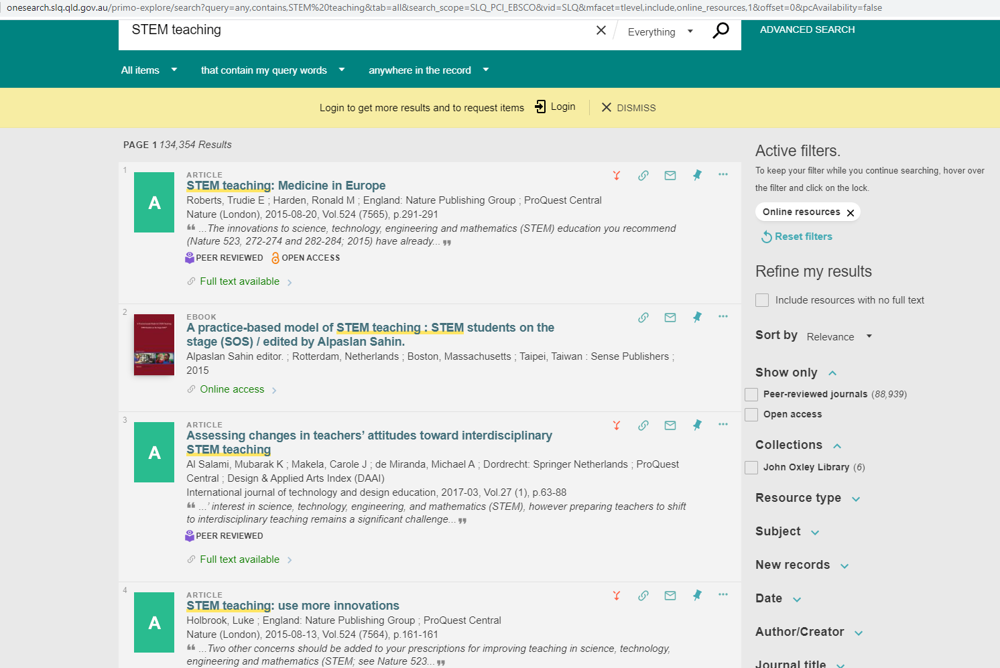 onesearch.slq.qld.gov.au/primo-explore/search?query=any,contains,STEM%20teaching&tab=all&search_scope=SLQ_PCI_EBSCO&vid=SLQ&mfacet=tlevel,include,online_resources,1&offset=0&pcAvailability=false
STEM teaching
Everything
ADVANCED SEARCH
All items that contain my query words anywhere in the record
Login to get more results and to request items Login DISMISS
PAGE 1 134,354 Results
1
ARTICLE
A
STEM teaching: Medicine in Europe
Roberts, Trudie E ; Harden, Ronald M ; England: Nature Publishing Group ; ProQuest Central
Nature (London), 2015-08-20, Vol.524 (7565), p.291-291
“ ...The innovations to science, technology, engineering and mathematics (STEM) education you recommend
(Nature 523, 272-274 and 282-284; 2015) have already... ”
PEER REVIEWED OPEN ACCESS
Full text available
2
EBOOK
A practice-based model of STEM teaching : STEM students on the
stage (SOS) / edited by Alpaslan Sahin.
Alpaslan Sahin editor. ; Rotterdam, Netherlands ; Boston, Massachusetts ; Taipei, Taiwan : Sense Publishers ;
2015
Online access
3
ARTICLE
A
Assessing changes in teachers’ attitudes toward interdisciplinary
STEM teaching
Al Salami, Mubarak K ; Makela, Carole J ; de Miranda, Michael A ; Dordrecht: Springer Netherlands ; ProQuest
Central ; Design & Applied Arts Index (DAAI)
International journal of technology and design education, 2017-03, Vol.27 (1), p.63-88
“ ...’ interest in science, technology, engineering, and mathematics (STEM), however preparing teachers to shift
to interdisciplinary teaching remains a significant challenge... ”
PEER REVIEWED
Full text available
4
ARTICLE
A
STEM teaching: use more innovations
Holbrook, Luke ; England: Nature Publishing Group ; ProQuest Central
Nature (London), 2015-08-13, Vol.524 (7564), p.161-161
“ ...Two other concerns should be added to your prescriptions for improving teaching in science, technology,
engineering and mathematics (STEM; see Nature 523... ”
Active filters.
To keep your filter while you continue searching, hover over
the filter and click on the lock.
Online resources
Reset filters
Refine my results
Include resources with no full text
Sort by Relevance
Show only
Peer-reviewed journals (88,939)
Open access
Collections
John Oxley Library (6)
Resource type
Subject
New records
Date
Author/Creator
Journal title